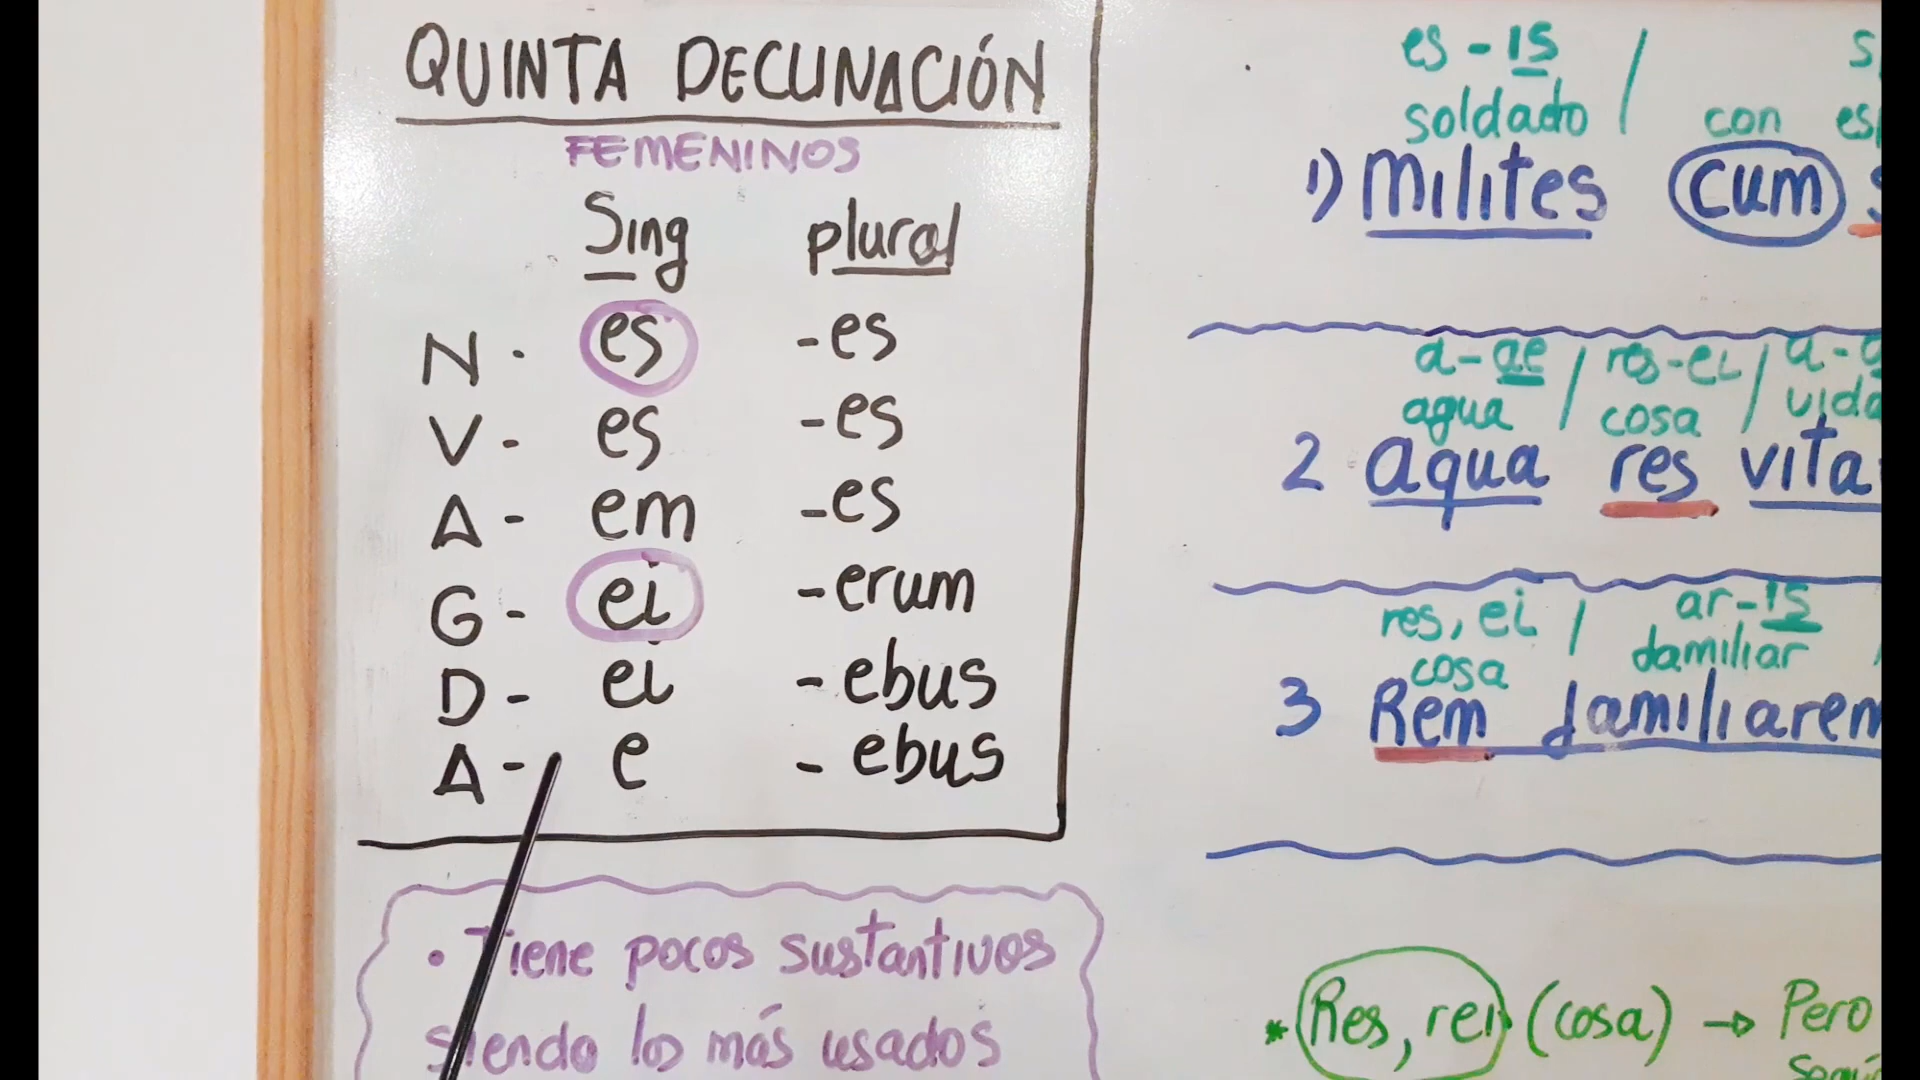 QUINTA DECLINACIÓN
FEMENINOS
Sing plural
N - es - es
V - es - es
A - em - es
G - ei - erum
D - ei - ebus
A - e - ebus
• Tiene pocos sustantivos
siendo los más usados
es - is /
soldado / con
1) Milites cum
a - ae / res - ei / a -
agua / cosa /
2 aqua res
res, ei / ar - is
cosa damiliar
3 Rem familiarem
* Res, rei (cosa) → Pero